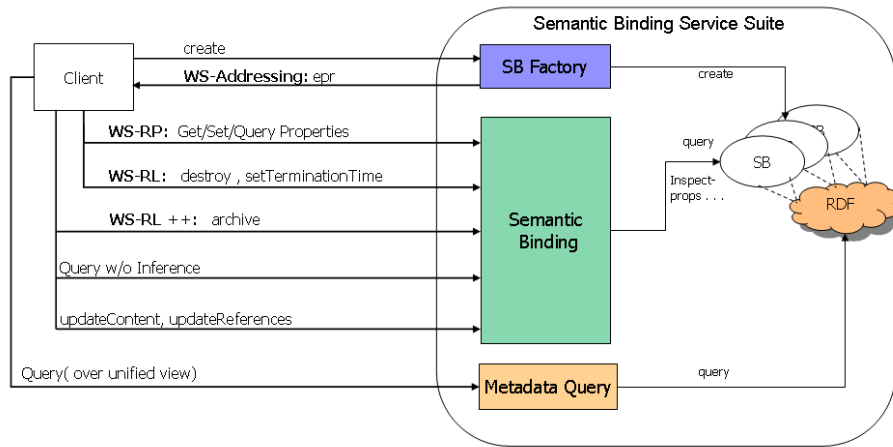 Semantic Binding Service Suite
create
Client
WS-Addressing: epr
SB Factory
create
WS-RP: Get/Set/Query Properties
query
SB
WS-RL: destroy , setTerminationTime
Inspect-
props . . .
RDF
WS-RL ++: archive
Semantic
Binding
Query w/o Inference
updateContent, updateReferences
Query( over unified view)
Metadata Query
query